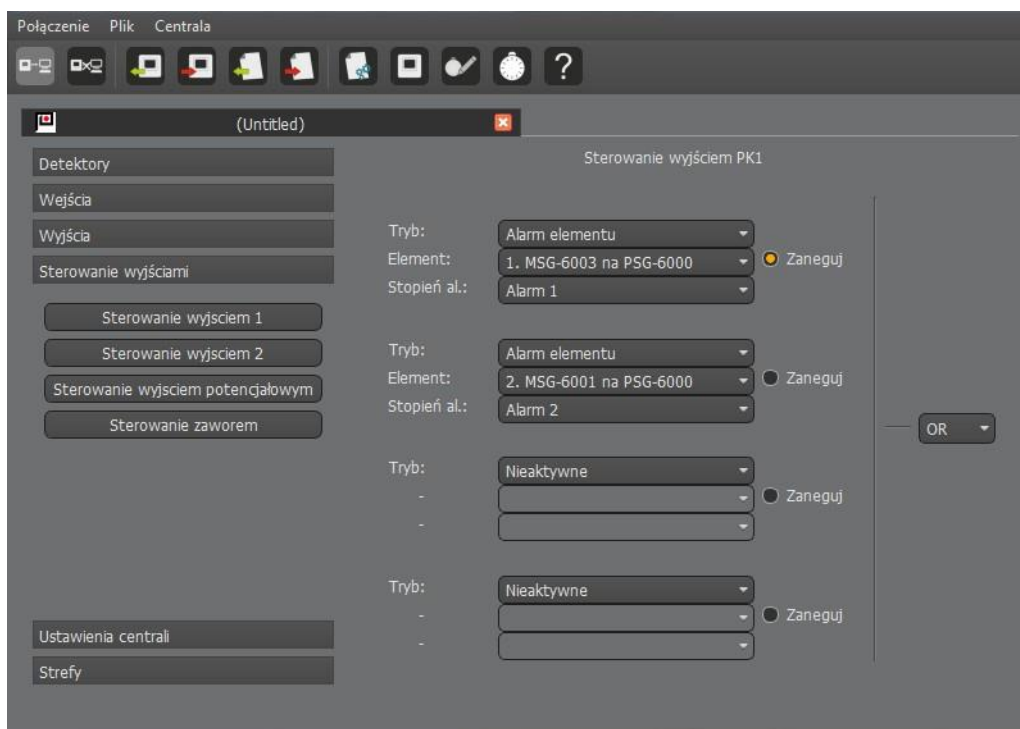 Połączenie Plik Centrala
?
(Untitled)
Detektory
Wejścia
Wyjścia
Sterowanie wyjściami
Sterowanie wyjsciem 1
Sterowanie wyjsciem 2
Sterowanie wyjsciem potencjałowym
Sterowanie zaworem
Ustawienia centrali
Strefy
Sterowanie wyjściem PK1
Tryb: Alarm elementu
Element: 1. MSG-6003 na PSG-6000 Zaneguj
Stopień al.: Alarm 1
Tryb: Alarm elementu
Element: 2. MSG-6001 na PSG-6000 Zaneguj
Stopień al.: Alarm 2
Tryb: Nieaktywne
- Zaneguj
-
Tryb: Nieaktywne
- Zaneguj
-
OR